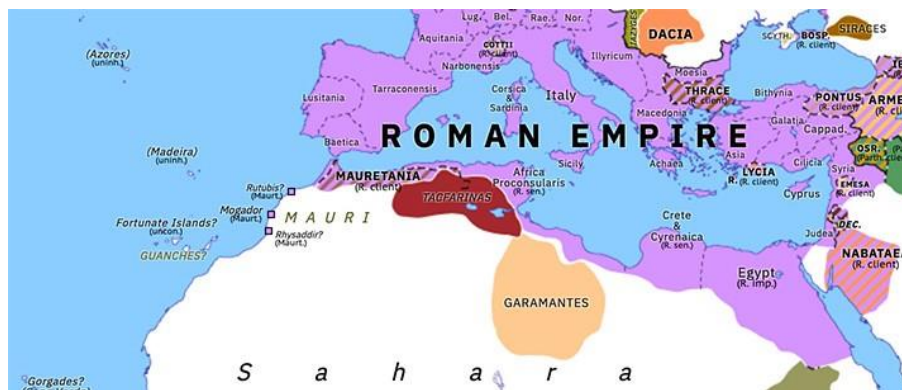 Lug.
Bel.
Rae.
Nor.
Aquitania
COTTII
(R. client)
Narbonensis
IAZYGES
DACIA
SCYTH.
BOSP.
(R. client)
SIRACES
(Azores)
(uninh.)
Illyricum
Moesia
Lusitania
Tarraconensis
Corsica
&
Sardinia
Italy
THRACE
(R. client)
Bithynia
PONTUS
(R. client)
Macedonia
Galatia
Cappad.
Baetica
ROMAN EMPIRE
(Madeira)
(uninh.)
Sicily
Achaea
Asia
Cilicia
OSR.
MAURETANIA
(R. client)
Africa
Proconsularis
(R. sen.)
R.
LYCIA
(R. client)
Syria
EMESA
(R. client)
Rutubis?
(Maurt.)
TACFARINAS
Cyprus
Mogador
(Maurt.)
MAURI
Fortunate Islands?
(uncon.)
Rhysaddir?
(Maurt.)
Crete
&
Cyrenaica
(R. sen.)
DEC.
Judea
GUANCHES?
NABATAEA
(R. client)
Egypt
(R. imp.)
GARAMANTES
Sahara
Gorgades?